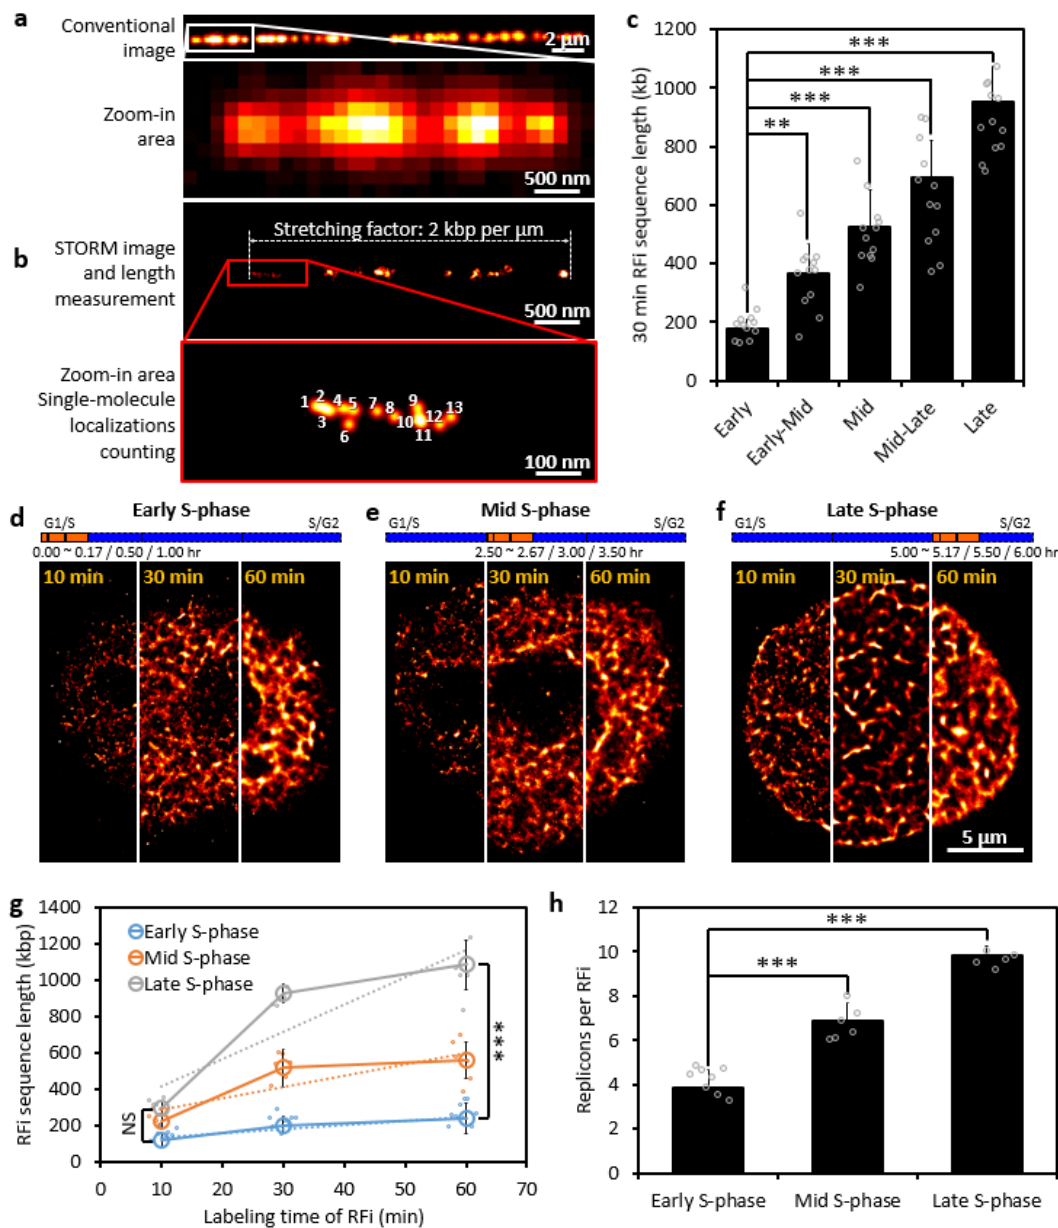 a
Conventional
image
2 µm
Zoom-in
area
500 nm
b
STORM image
and length
measurement
Stretching factor: 2 kbp per µm
500 nm
Zoom-in area
Single-molecule
localizations
counting
1 2 3 4 5 6 7 8 9 10 11 12 13
100 nm
c
30 min RFi sequence length (kb)
1200
1000
800
600
400
200
0
***
***
***
**
Early
Early-Mid
Mid
Mid-Late
Late
d
Early S-phase
G1/S
S/G2
0.00 ~ 0.17 / 0.50 / 1.00 hr
10 min
30 min
60 min
e
Mid S-phase
G1/S
S/G2
2.50 ~ 2.67 / 3.00 / 3.50 hr
10 min
30 min
60 min
f
Late S-phase
G1/S
S/G2
5.00 ~ 5.17 / 5.50 / 6.00 hr
10 min
30 min
60 min
5 µm
g
RFi sequence length (kbp)
1400
1200
1000
800
600
400
200
0
Early S-phase
Mid S-phase
Late S-phase
NS
***
0 10 20 30 40 50 60 70
Labeling time of RFi (min)
h
Replicons per RFi
12
10
8
6
4
2
0
***
***
Early S-phase
Mid S-phase
Late S-phase